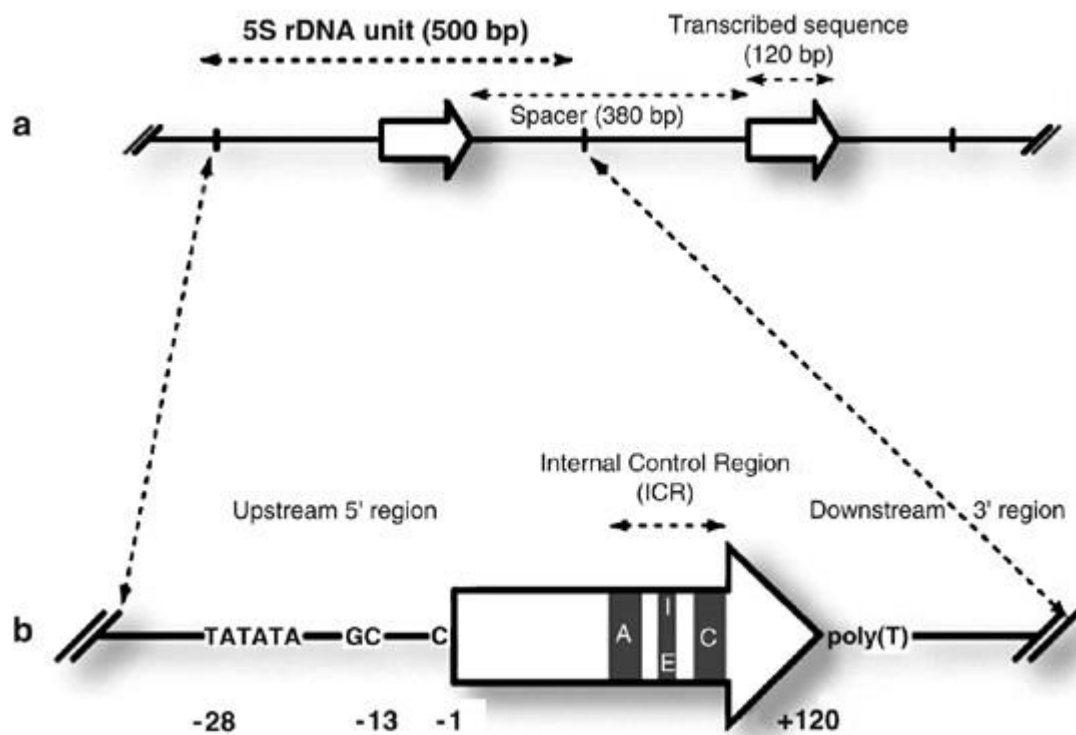 5S rDNA unit (500 bp)
Transcribed sequence
(120 bp)
a
Spacer (380 bp)
Internal Control Region
(ICR)
Upstream 5' region
Downstream 3' region
b
TATATA GC C A I E C poly(T)
-28 -13 -1 +120